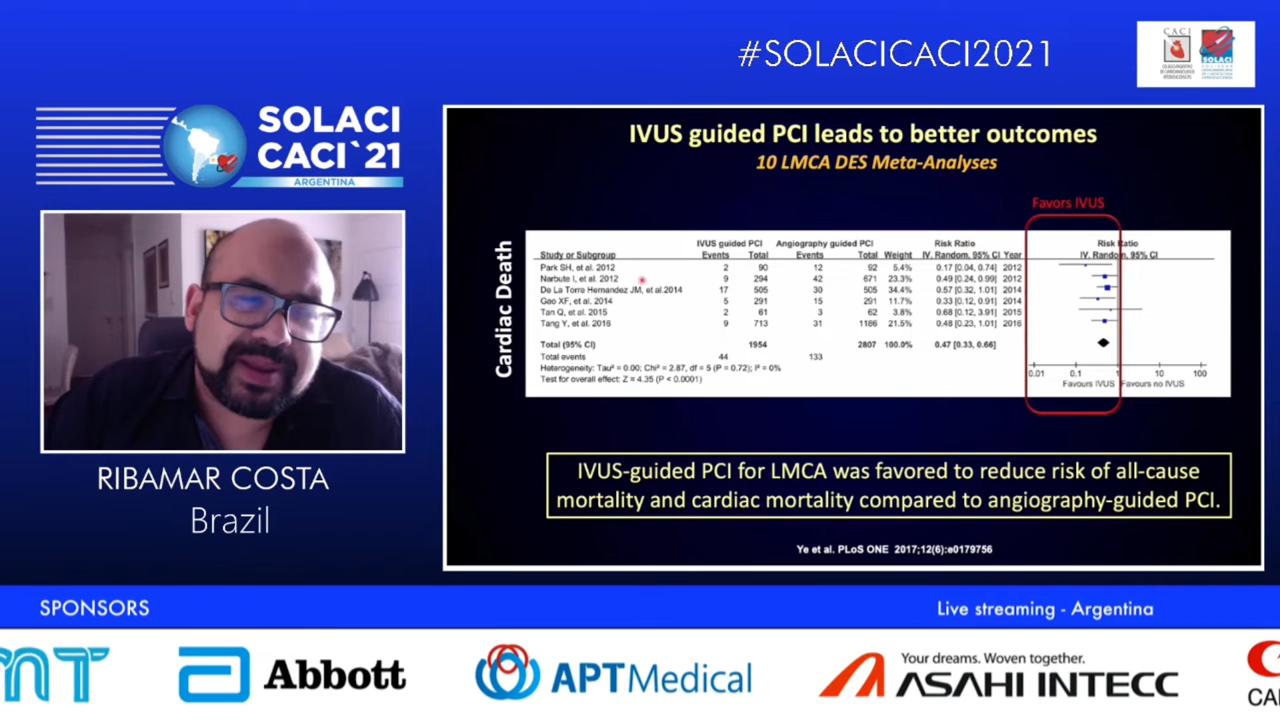 #SOLACICACI2021
CACI
SOLACI
SOLACI
CACI`21
ARGENTINA
RIBAMAR COSTA
Brazil
IVUS guided PCI leads to better outcomes
10 LMCA DES Meta-Analyses
Favors IVUS
Cardiac Death
IVUS guided PCI Angiography guided PCI Risk Ratio Risk Ratio
Study or Subgroup Events Total Events Total Weight IV. Random. 95% CI Year IV. Random, 95% CI
Park SH, et al. 2012 2 90 12 92 5.4% 0.17 [0.04, 0.74] 2012
Narbute I, et al. 2012 9 294 42 671 23.3% 0.49 [0.24, 0.99] 2012
De La Torre Hernandez JM, et al.2014 17 505 30 505 34.4% 0.57 [0.32, 1.01] 2014
Gao XF, et al. 2014 5 291 15 291 11.7% 0.33 [0.12, 0.91] 2014
Tan Q, et al. 2015 2 61 3 62 3.8% 0.68 [0.12, 3.91] 2015
Tang Y, et al. 2016 9 713 31 1186 21.5% 0.48 [0.23, 1.01] 2016
Total (95% CI) 1954 2807 100.0% 0.47 [0.33, 0.66]
Total events 44 133
Heterogeneity: Tau² = 0.00; Chi² = 2.87, df = 5 (P = 0.72); I² = 0%
Test for overall effect: Z = 4.35 (P < 0.0001)
0.01 0.1 1 10 100
Favours IVUS Favours no IVUS
IVUS-guided PCI for LMCA was favored to reduce risk of all-cause
mortality and cardiac mortality compared to angiography-guided PCI.
Ye et al. PLoS ONE 2017;12(6):e0179756
SPONSORS
Live streaming - Argentina
Abbott
APTMedical
Your dreams. Woven together.
ASAHI INTECC